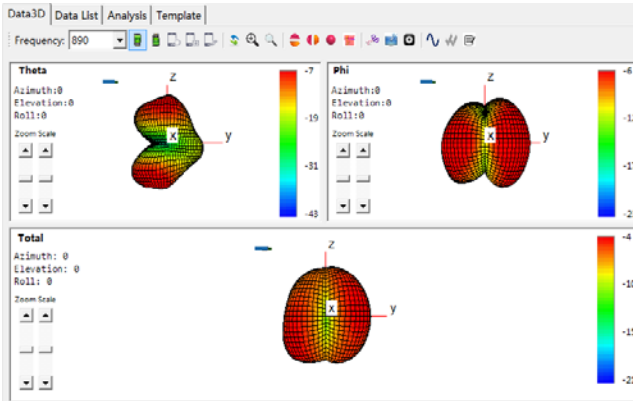 Data3D Data List Analysis Template
Frequency: 890
Theta
Azimuth:0
Elevation:0
Roll:0
Zoom Scale
Z
X
y
-7
-19
-31
-43
Phi
Azimuth:0
Elevation:0
Roll:0
Zoom Scale
Z
X
y
-12
Total
Azimuth: 0
Elevation: 0
Roll: 0
Zoom Scale
Z
X
y
-4